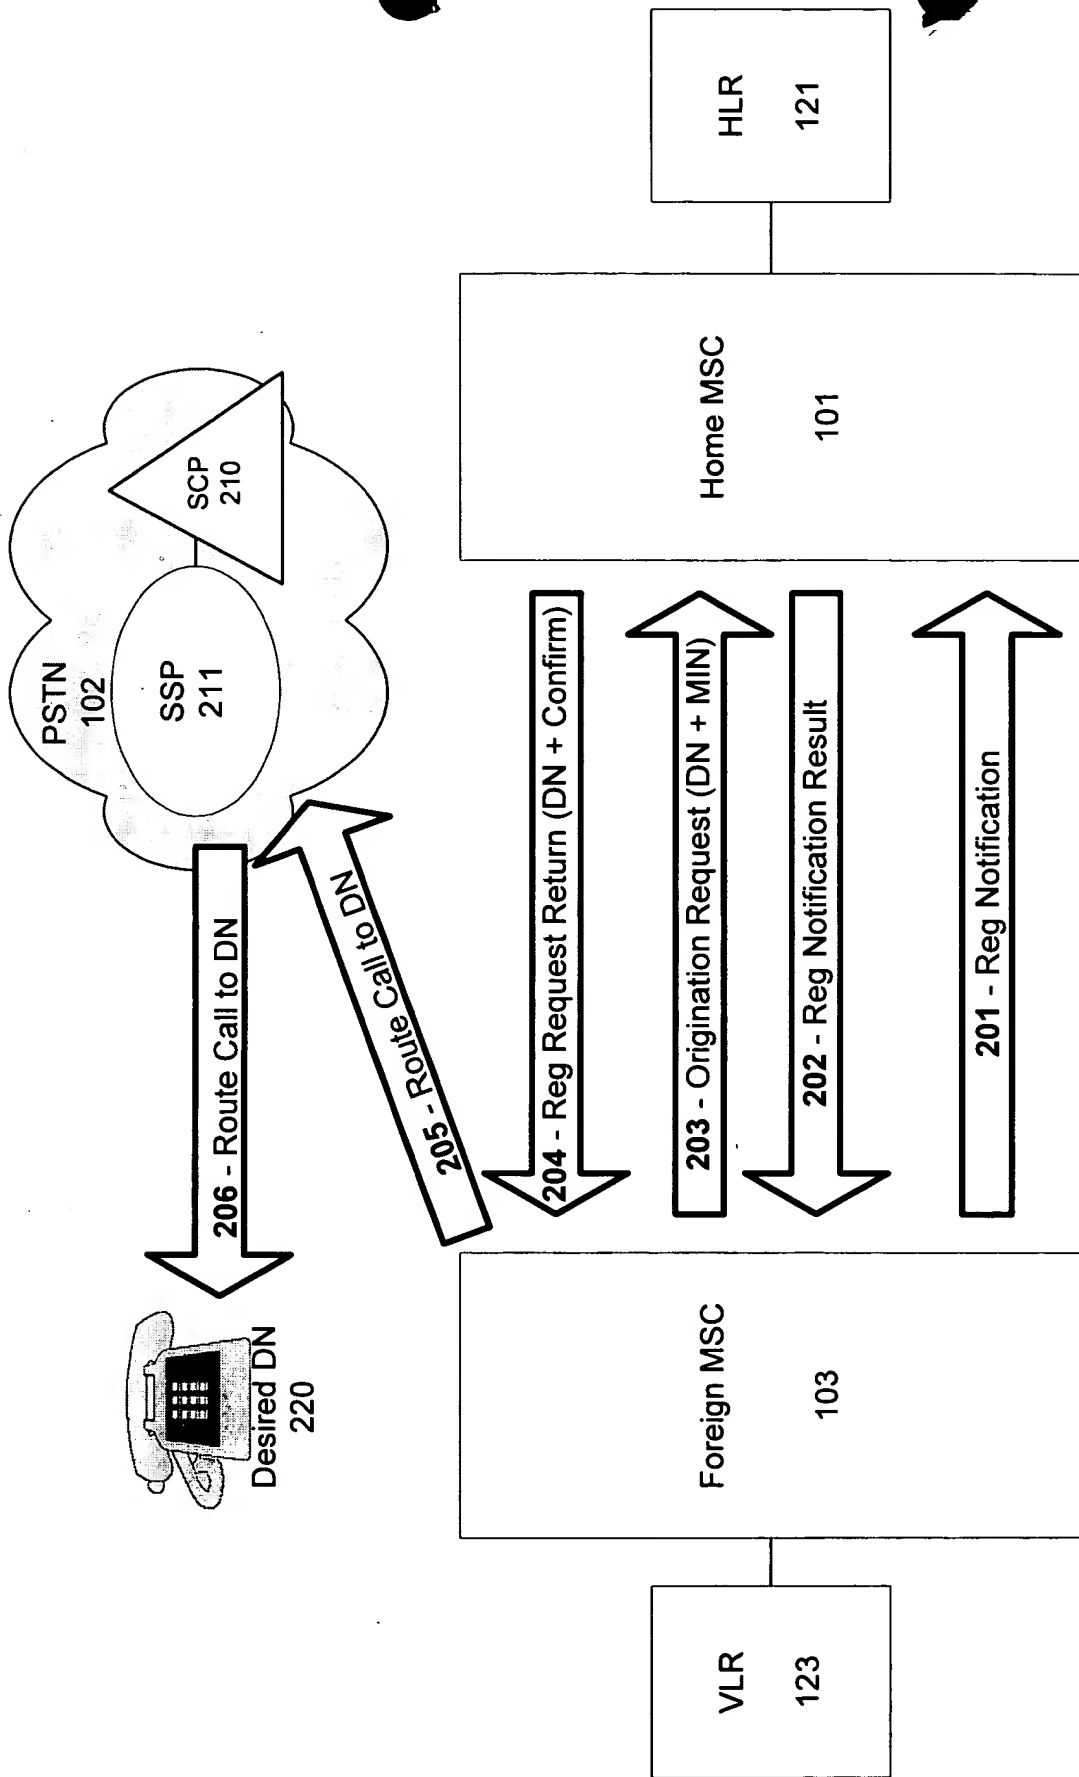 PSTN
102
SSP
211
SCP
210
206 - Route Call to DN
Desired DN
220
205 - Route Call to DN
204 - Reg Request Return (DN + Confirm)
203 - Origination Request (DN + MIN)
202 - Reg Notification Result
201 - Reg Notification
VLR
123
Foreign MSC
103
Home MSC
101
HLR
121